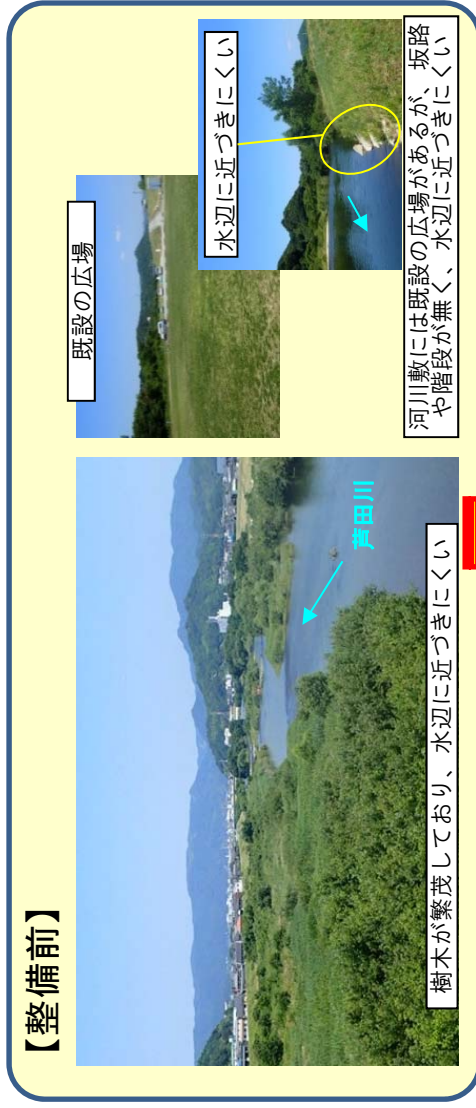 【整備前】
芦田川
樹木が繁茂しており、水辺に近づきにくい
既設の広場
水辺に近づきにくい
河川敷には既設の広場があるが、坂路
や階段が無く、水辺に近づきにくい